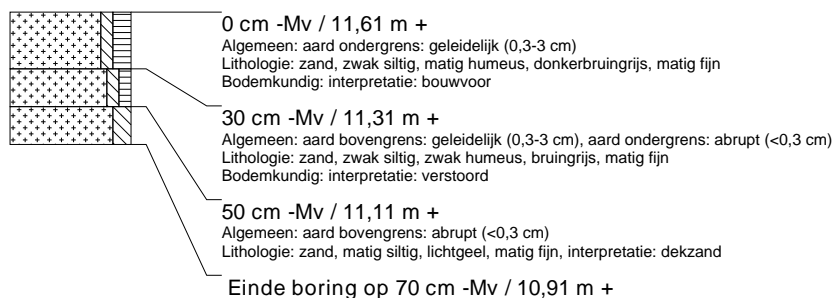 0 cm -Mv / 11,61 m +
Algemeen: aard ondergrens: geleidelijk (0,3-3 cm)
Lithologie: zand, zwak siltig, matig humeus, donkerbruingrijs, matig fijn
Bodemkundig: interpretatie: bouwvoor
30 cm -Mv / 11,31 m +
Algemeen: aard bovengrens: geleidelijk (0,3-3 cm), aard ondergrens: abrupt (<0,3 cm)
Lithologie: zand, zwak siltig, zwak humeus, bruingrijs, matig fijn
Bodemkundig: interpretatie: verstoord
50 cm -Mv / 11,11 m +
Algemeen: aard bovengrens: abrupt (<0,3 cm)
Lithologie: zand, matig siltig, lichtgeel, matig fijn, interpretatie: dekzand
Einde boring op 70 cm -Mv / 10,91 m +